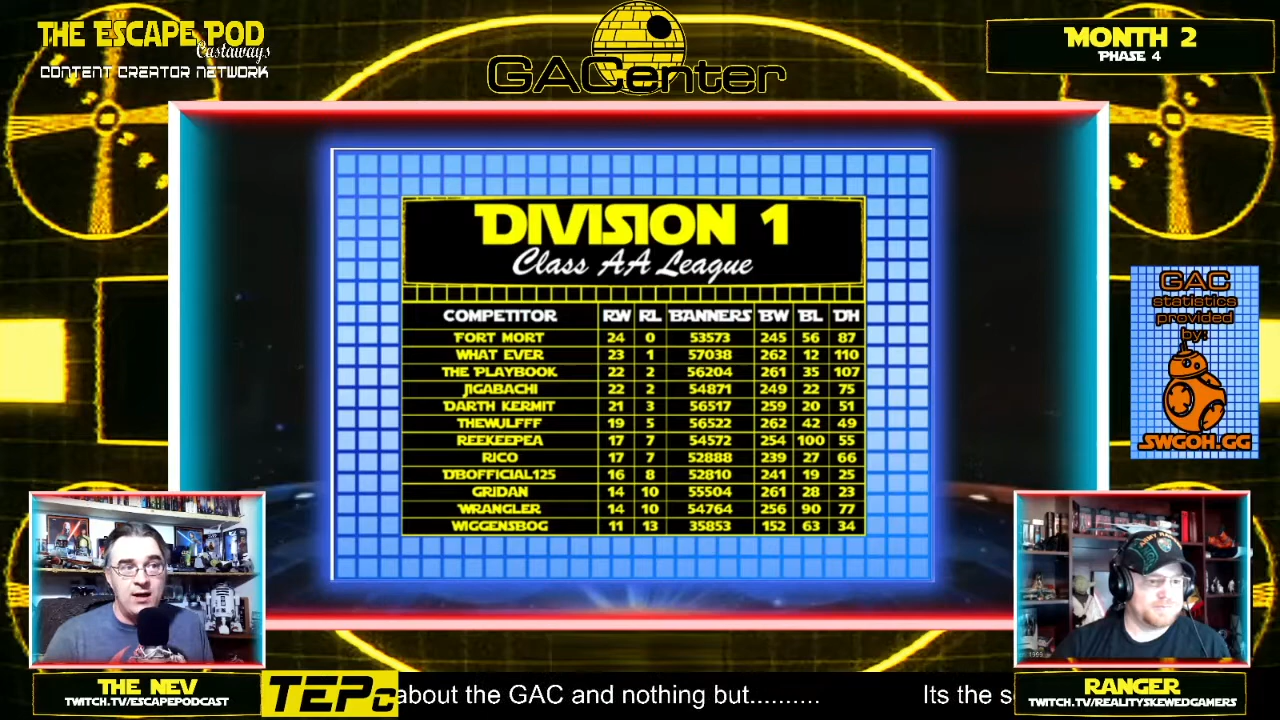 THE ESCAPE POD
Castaways
CONTENT CREATOR NETWORK
GACenter
MONTH 2
PHASE 4
DIVISION 1
Class AA League
COMPETITOR RW RL BANNERS BW BL DH
FORT MORT 24 0 53573 245 56 87
WHAT EVER 23 1 57038 262 12 110
THE PLAYBOOK 22 2 56204 261 35 107
JIGABACHI 22 2 54871 249 22 75
DARTH KERMIT 21 3 56517 259 20 51
THEWULFFF 19 5 56522 262 42 49
REEKEEPEA 17 7 54572 254 100 55
RICO 17 7 52888 239 27 66
DBOFFICIAL125 16 8 52810 241 19 25
GRIDAN 14 10 55504 261 28 23
WRANGLER 14 10 54764 256 90 77
WIGGENSBOG 11 13 35853 152 63 34
GAC
statistics
provided
by:
SWGOH.GG
THE NEV
TWITCH.TV/ESCAPEPODCAST
TEPc
about the GAC and nothing but.......... Its the s
RANGER
TWITCH.TV/REALITYSKEWEDGAMERS